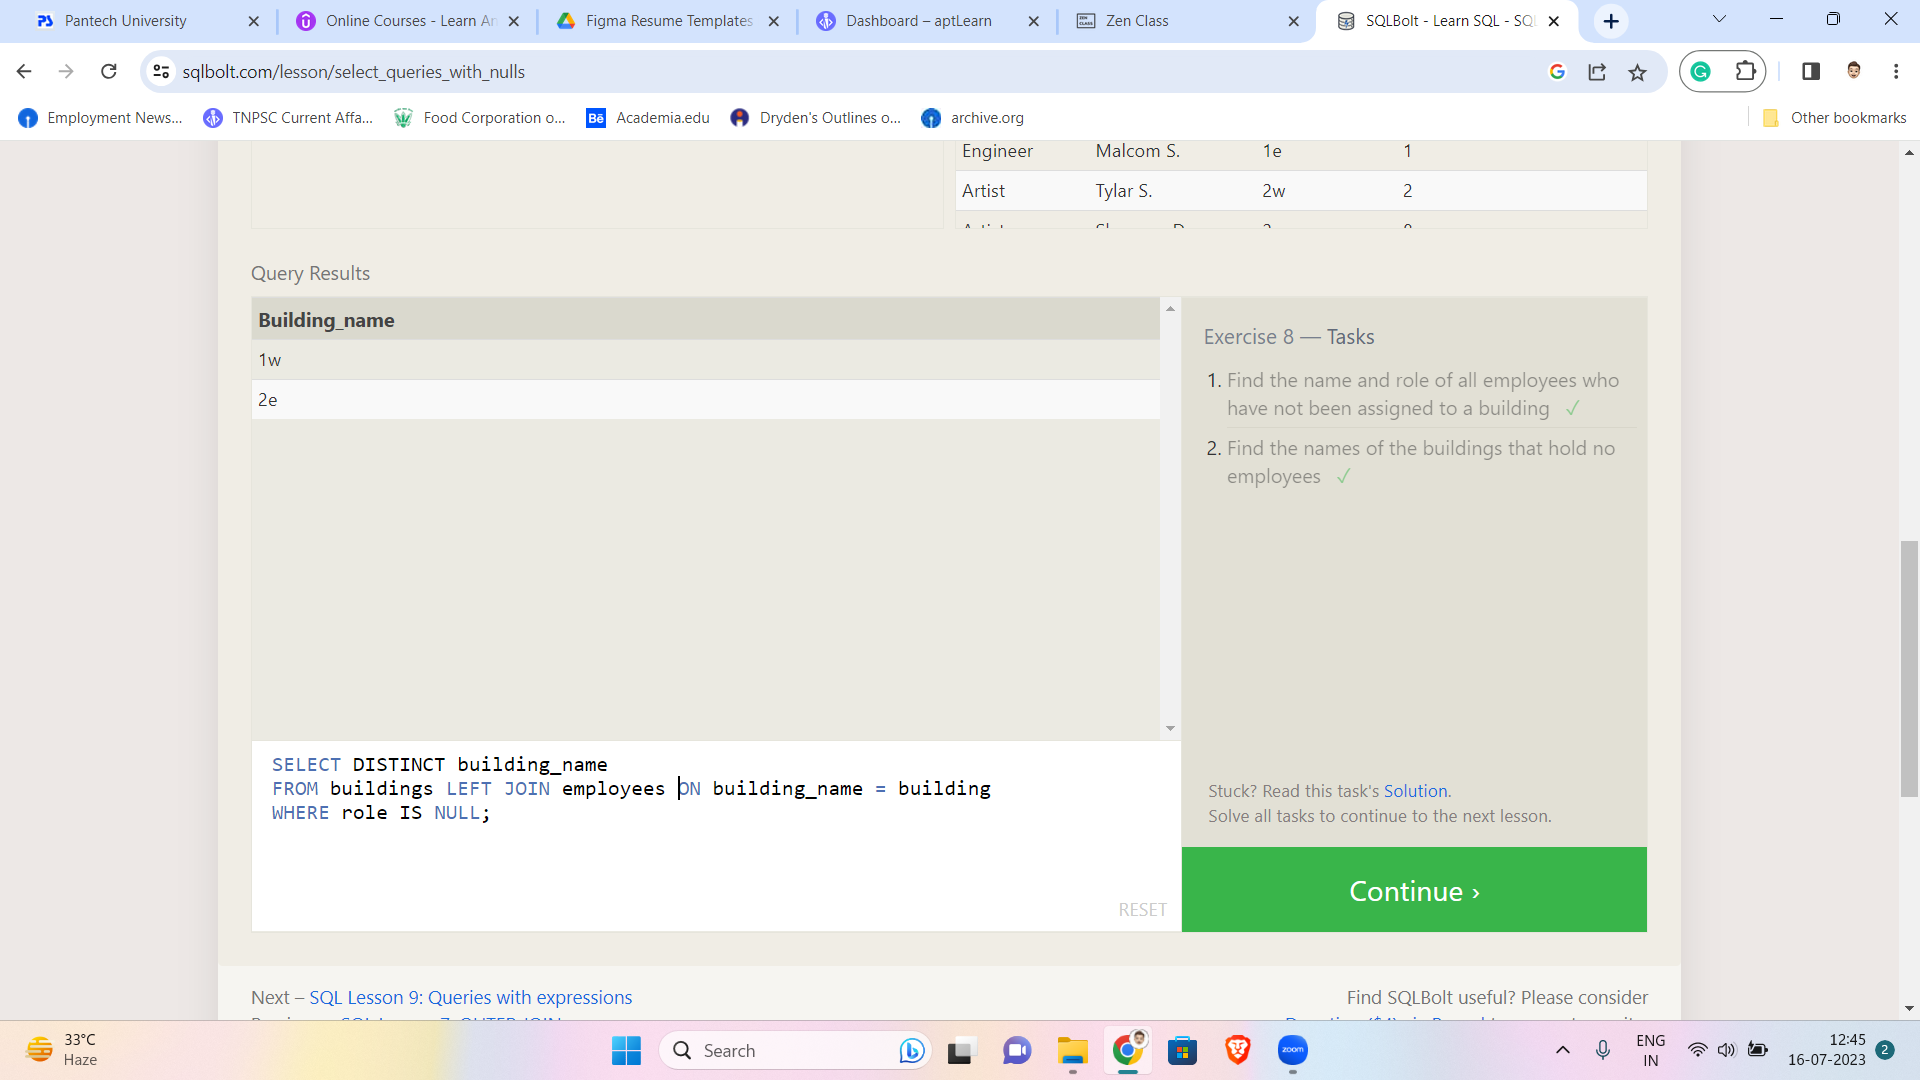 Pantech University
Online Courses - Learn An
Figma Resume Templates
Dashboard – aptLearn
Zen Class
SQLBolt - Learn SQL - SQL
sqlbolt.com/lesson/select_queries_with_nulls
Employment News...
TNPSC Current Affa...
Food Corporation o...
Academia.edu
Dryden's Outlines o...
archive.org
Other bookmarks
Engineer Malcom S. 1e 1
Artist Tylar S. 2w 2
Query Results
Building_name
1w
2e
Exercise 8 — Tasks
1. Find the name and role of all employees who
have not been assigned to a building ✓
2. Find the names of the buildings that hold no
employees ✓
SELECT DISTINCT building_name
FROM buildings LEFT JOIN employees ON building_name = building
WHERE role IS NULL;
RESET
Stuck? Read this task's Solution.
Solve all tasks to continue to the next lesson.
Continue ›
Next – SQL Lesson 9: Queries with expressions
Find SQLBolt useful? Please consider
33°C
Haze
Search
zoom
ENG
IN
12:45
16-07-2023
2